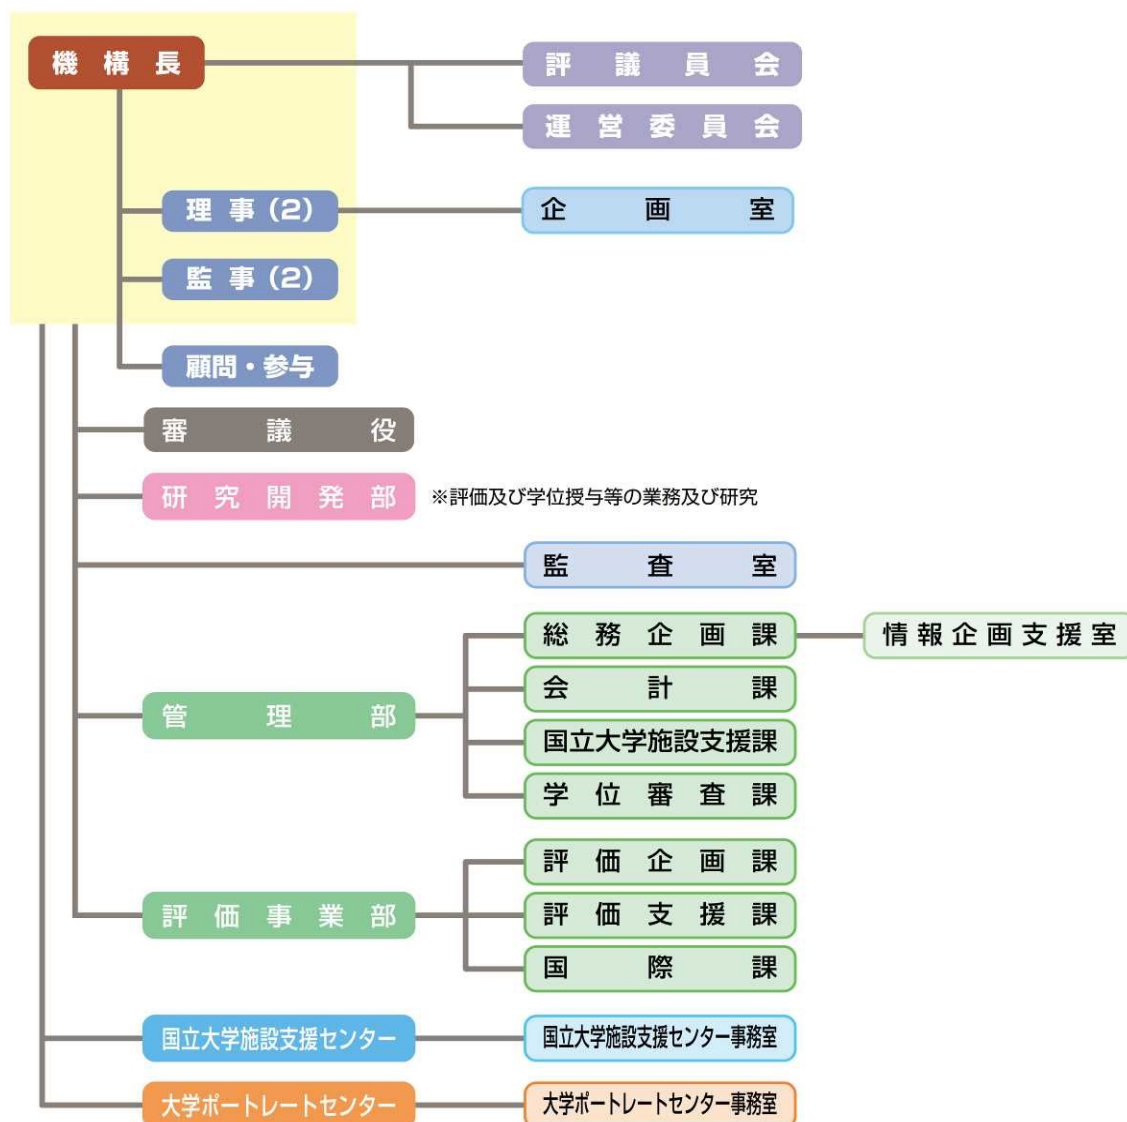 機構長
評議員会
運営委員会
理事(2)
企画室
監事(2)
顧問・参与
審議役
研究開発部
※評価及び学位授与等の業務及び研究
監査室
総務企画課
情報企画支援室
会計課
管理部
国立大学施設支援課
学位審査課
評価企画課
評価事業部
評価支援課
国際課
国立大学施設支援センター
国立大学施設支援センター事務室
大学ポートレートセンター
大学ポートレートセンター事務室